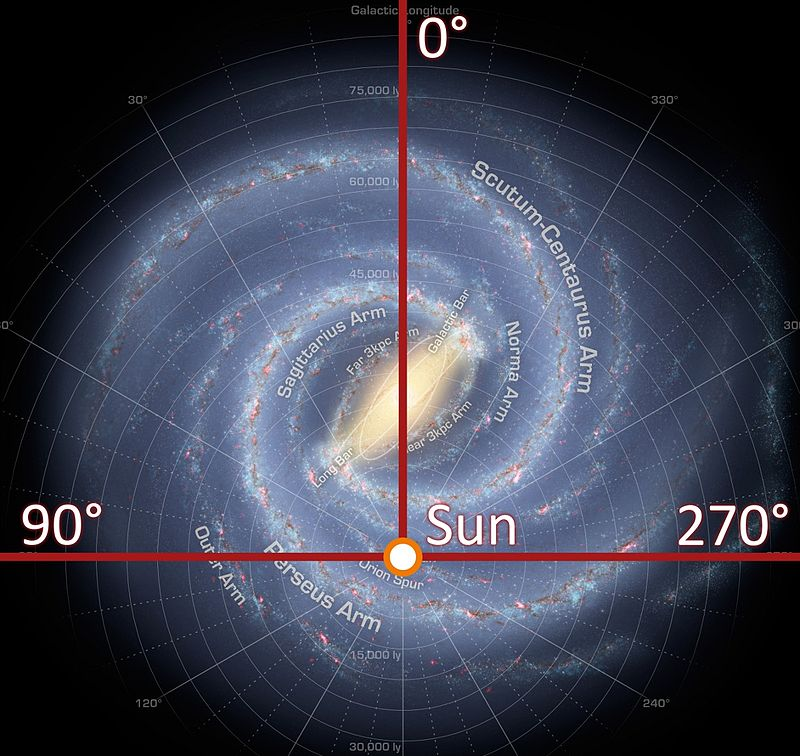 Galactic Longitude
0°
75,000 ly
30°
330°
60,000 ly
Scutum-Centaurus Arm
45,000 ly
Sagittarius Arm
Galactic Bar
Far 3kpc Arm
Norma Arm
Near 3kpc Arm
Long Bar
90°
Sun
270°
Outer Arm
Perseus Arm
Orion Spur
15,000 ly
120°
240°
30,000 ly